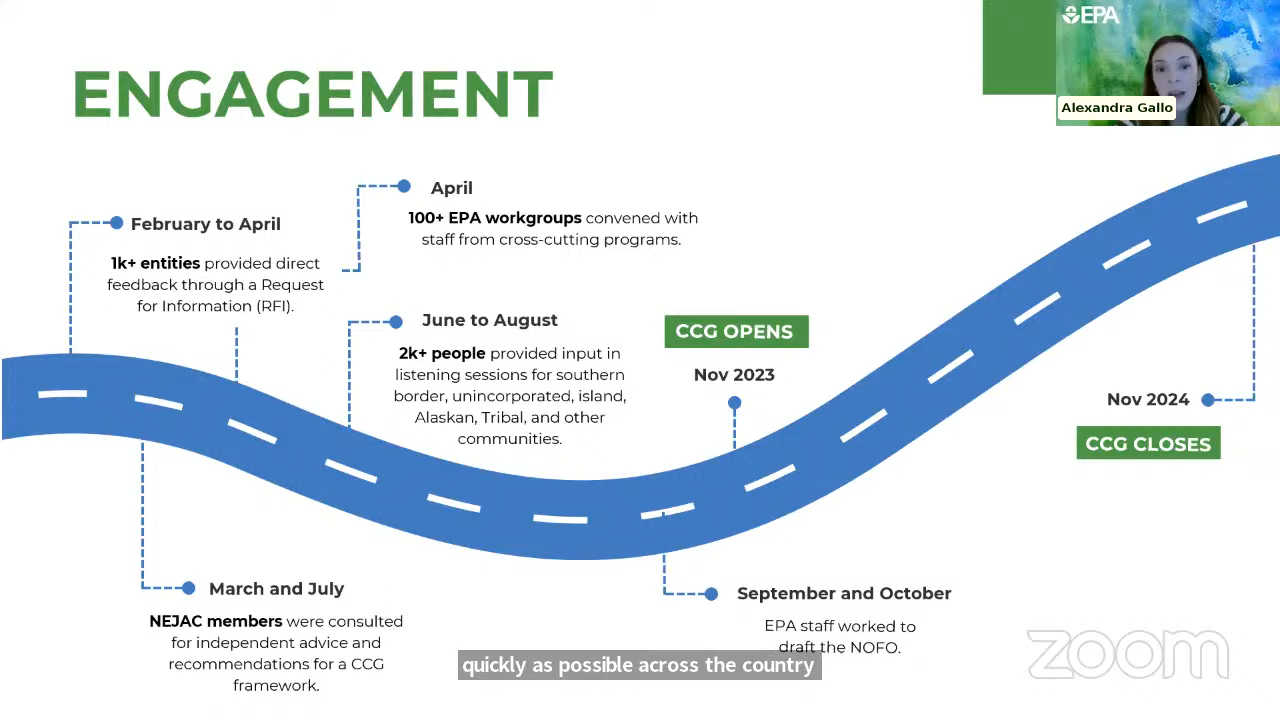 ENGAGEMENT
EPA
Alexandra Gallo
February to April
1k+ entities provided direct
feedback through a Request
for Information (RFI).
April
100+ EPA workgroups convened with
staff from cross-cutting programs.
June to August
2k+ people provided input in
listening sessions for southern
border, unincorporated, island,
Alaskan, Tribal, and other
communities.
CCG OPENS
Nov 2023
Nov 2024
CCG CLOSES
March and July
NEJAC members were consulted
for independent advice and
recommendations for a CCG
framework.
September and October
EPA staff worked to
draft the NOFO.
quickly as possible across the country
zoom